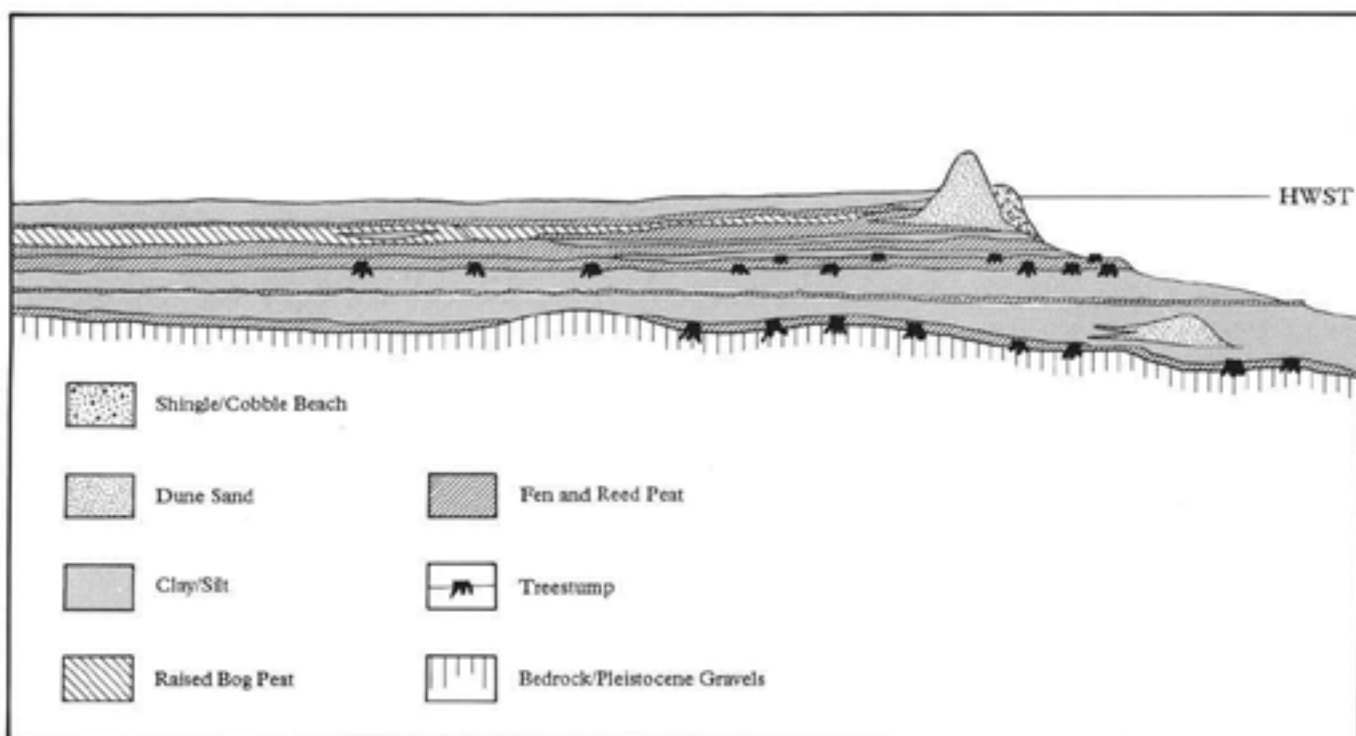 HWST
Shingle/Cobble Beach
Dune Sand
Fen and Reed Peat
Clay/Silt
Treestump
Raised Bog Peat
Bedrock/Pleistocene Gravels